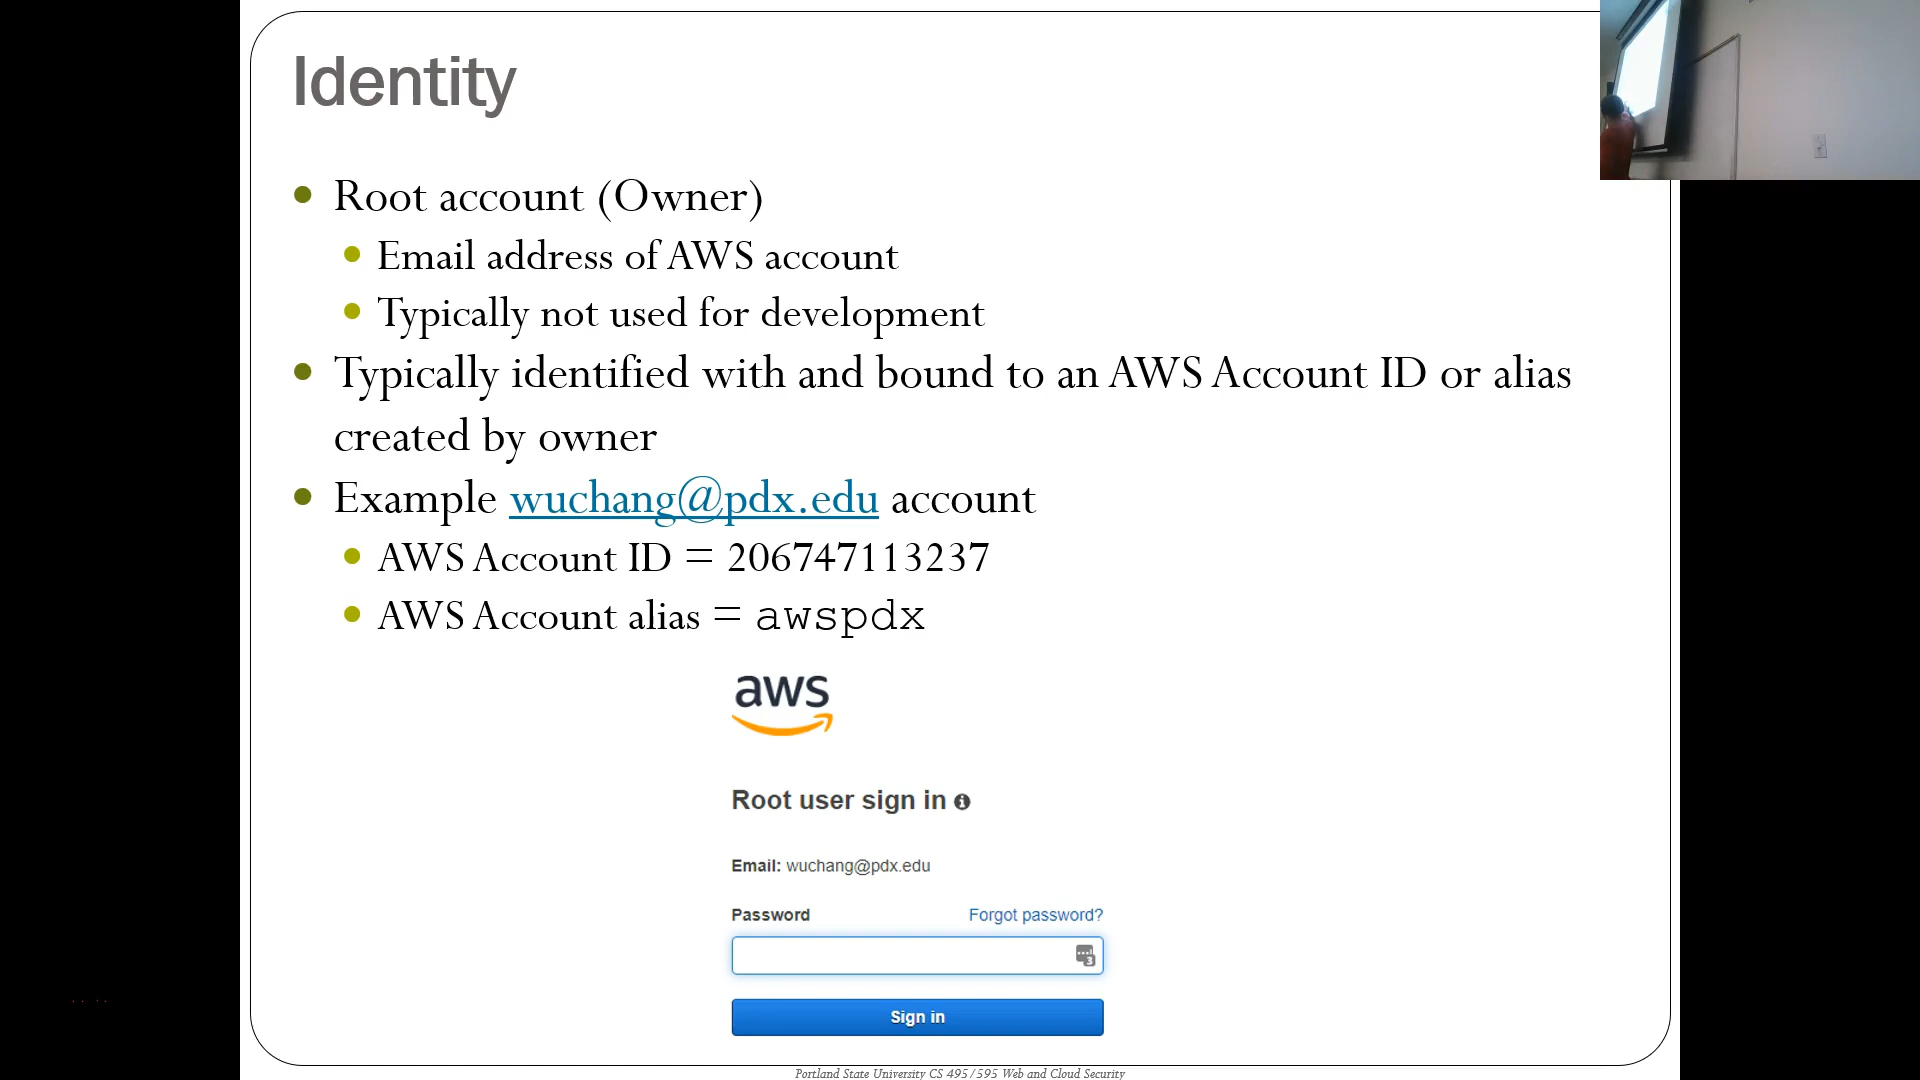 Identity
Root account (Owner)
Email address of AWS account
Typically not used for development
Typically identified with and bound to an AWS Account ID or alias
created by owner
Example wuchang@pdx.edu account
AWS Account ID = 206747113237
AWS Account alias = awspdx
aws
Root user sign in
Email: wuchang@pdx.edu
Password Forgot password?
3
Sign in
Portland State University CS 495/595 Web and Cloud Security